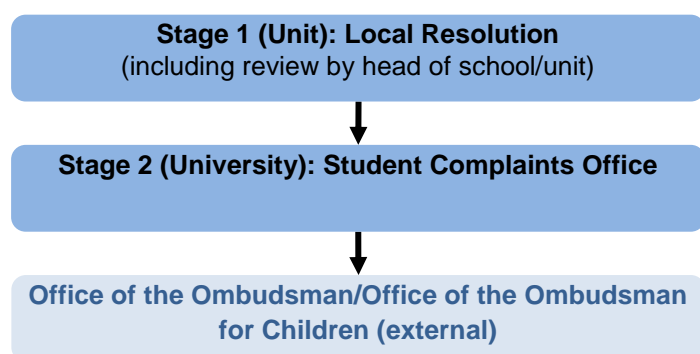 Stage 1 (Unit): Local Resolution
(including review by head of school/unit)
Stage 2 (University): Student Complaints Office
Office of the Ombudsman/Office of the Ombudsman
for Children (external)